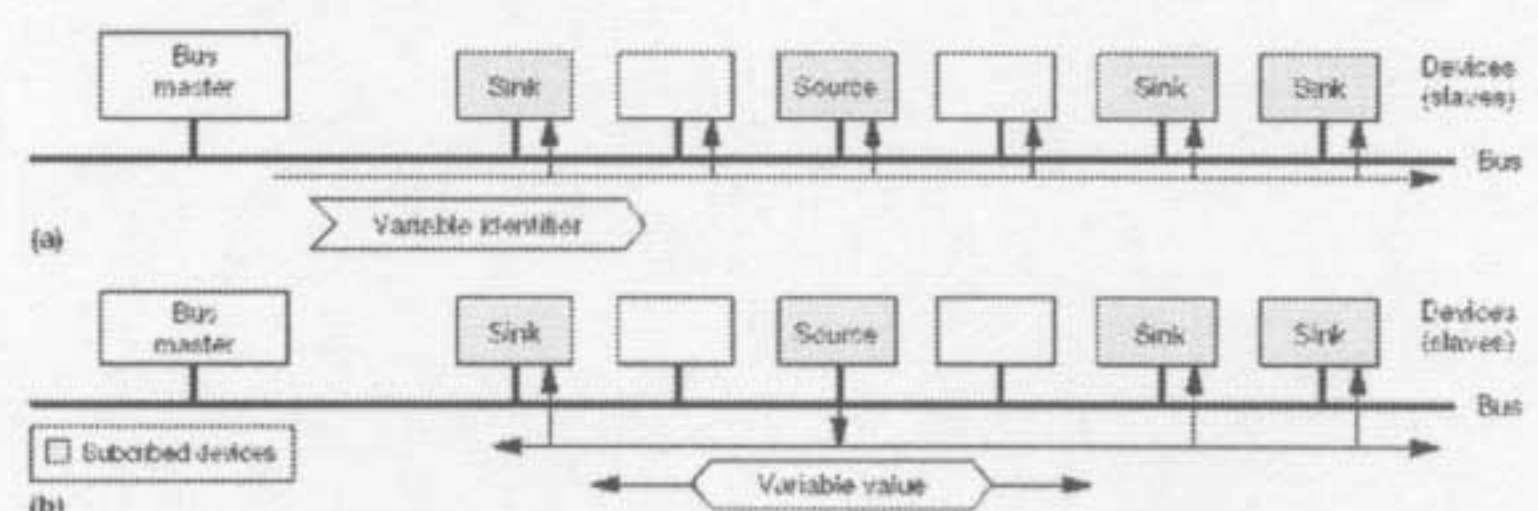 Bus
master
Sink
Source
Sink
Sink
Devices
(slaves)
Bus
Variable identifier
(a)
Bus
master
Sink
Source
Sink
Sink
Devices
(slaves)
Bus
Subcribed devices
Variable value
(b)